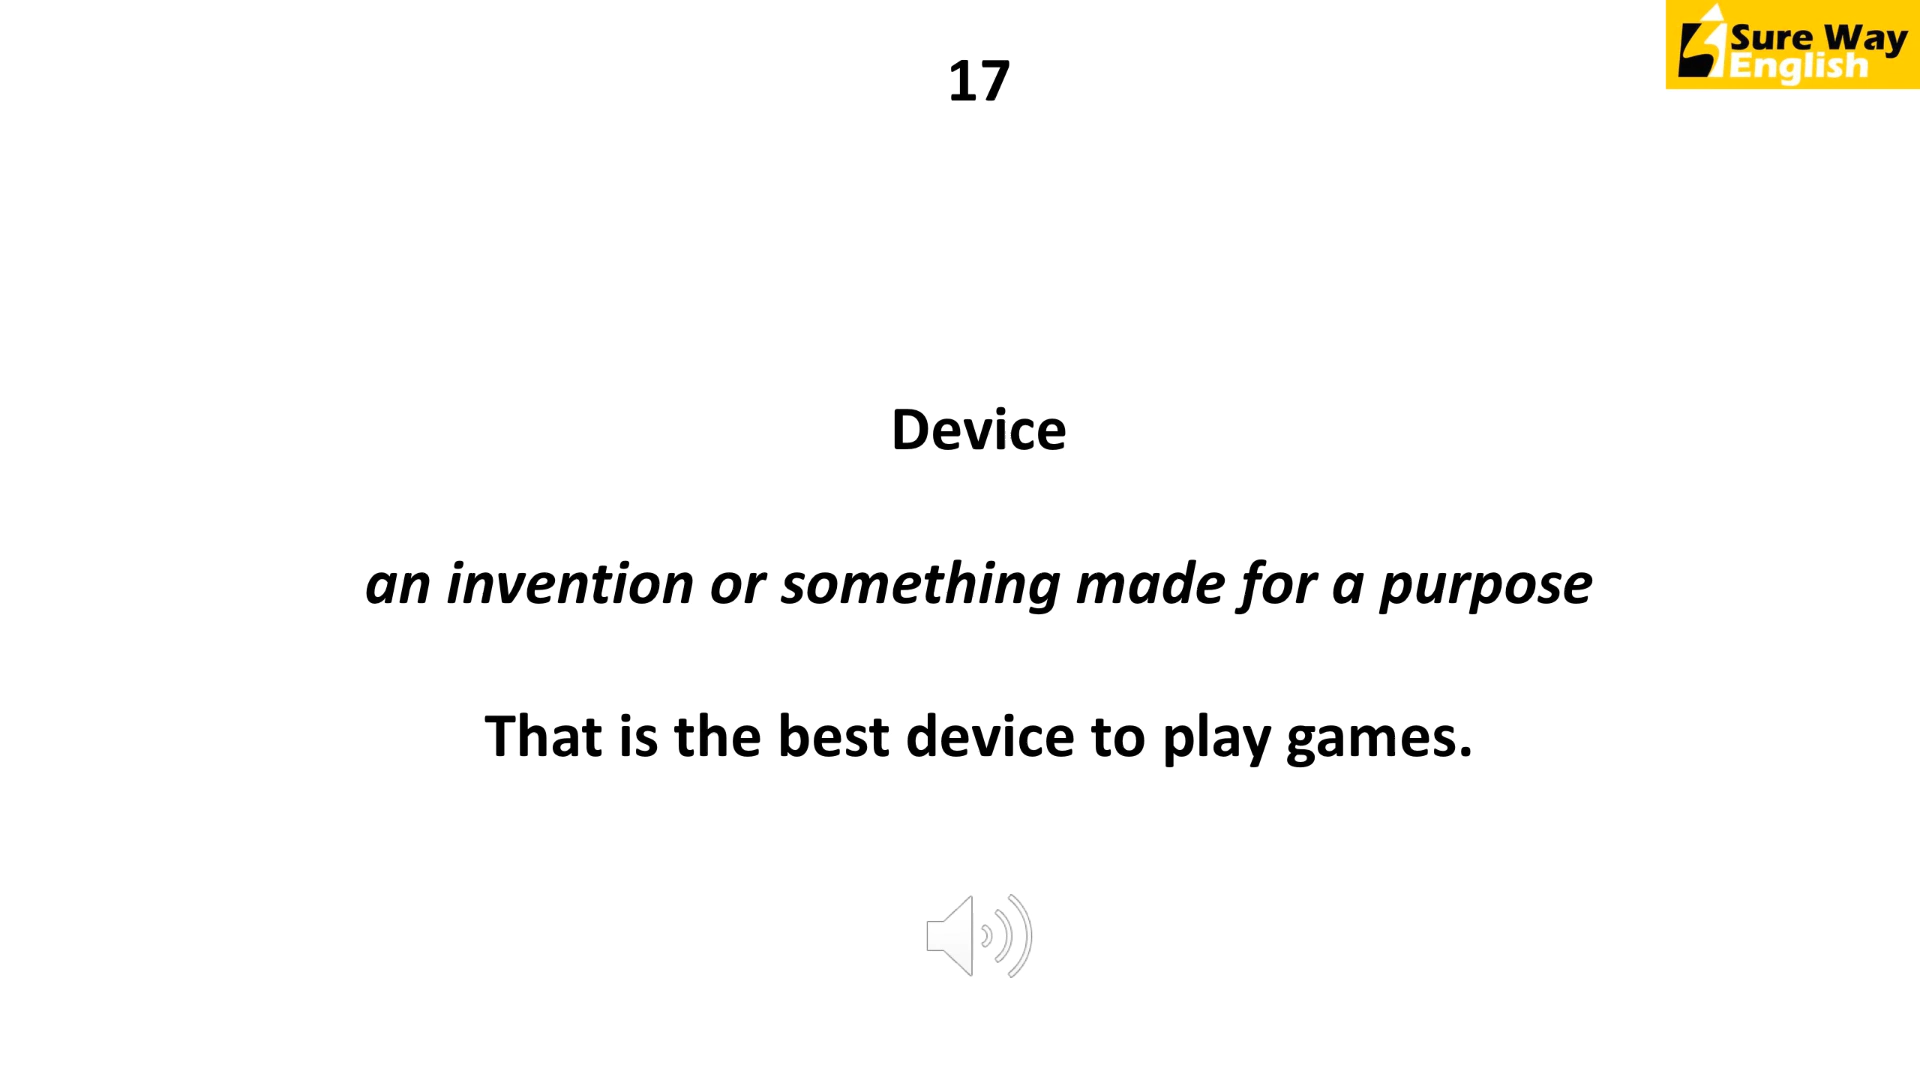 17
Sure Way
English
Device
an invention or something made for a purpose
That is the best device to play games.